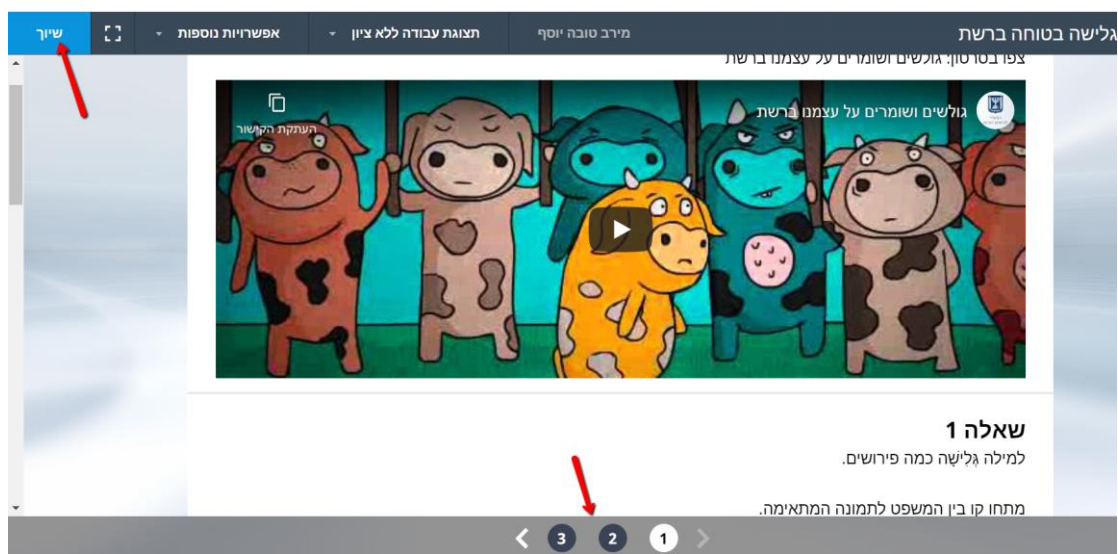 גלישה בטוחה ברשת
מירב טובה יוסף
תצוגת עבודה ללא ציון
אפשרויות נוספות
שיוך
צפו בסרטון: גולשים ושומרים על עצמנו ברשת
גולשים ושומרים על עצמנו ברשת
העתקת הקישור
שאלה 1
למילה גְּלִישָׁה כמה פירושים.
מתחו קו בין המשפט לתמונה המתאימה.
1 2 3